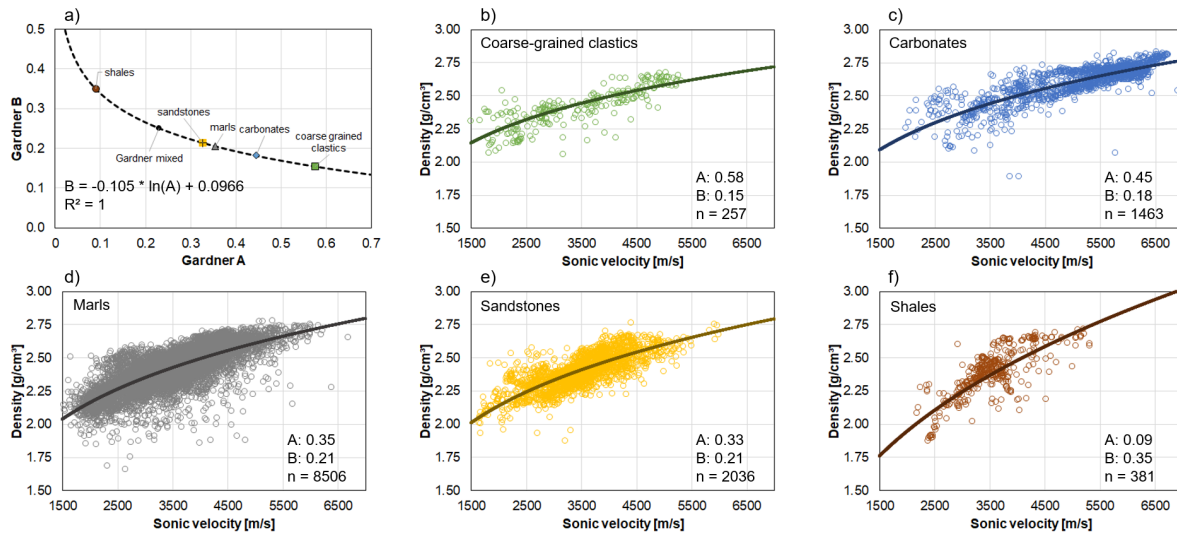 a)
Gardner B
0.5
0.4
0.3
0.2
0.1
0.0
shales
sandstones
marls
carbonates
coarse grained
clastics
Gardner mixed
B = -0.105 * ln(A) + 0.0966
R² = 1
0 0.1 0.2 0.3 0.4 0.5 0.6 0.7
Gardner A
b)
Density [g/cm³]
3.00
2.75
2.50
2.25
2.00
1.75
1.50
Coarse-grained clastics
A: 0.58
B: 0.15
n = 257
1500 2500 3500 4500 5500 6500
Sonic velocity [m/s]
c)
Density [g/cm³]
3.00
2.75
2.50
2.25
2.00
1.75
1.50
Carbonates
A: 0.45
B: 0.18
n = 1463
1500 2500 3500 4500 5500 6500
Sonic velocity [m/s]
d)
Density [g/cm³]
3.00
2.75
2.50
2.25
2.00
1.75
1.50
Marls
A: 0.35
B: 0.21
n = 8506
1500 2500 3500 4500 5500 6500
Sonic velocity [m/s]
e)
Density [g/cm³]
3.00
2.75
2.50
2.25
2.00
1.75
1.50
Sandstones
A: 0.33
B: 0.21
n = 2036
1500 2500 3500 4500 5500 6500
Sonic velocity [m/s]
f)
Density [g/cm³]
3.00
2.75
2.50
2.25
2.00
1.75
1.50
Shales
A: 0.09
B: 0.35
n = 381
1500 2500 3500 4500 5500 6500
Sonic velocity [m/s]